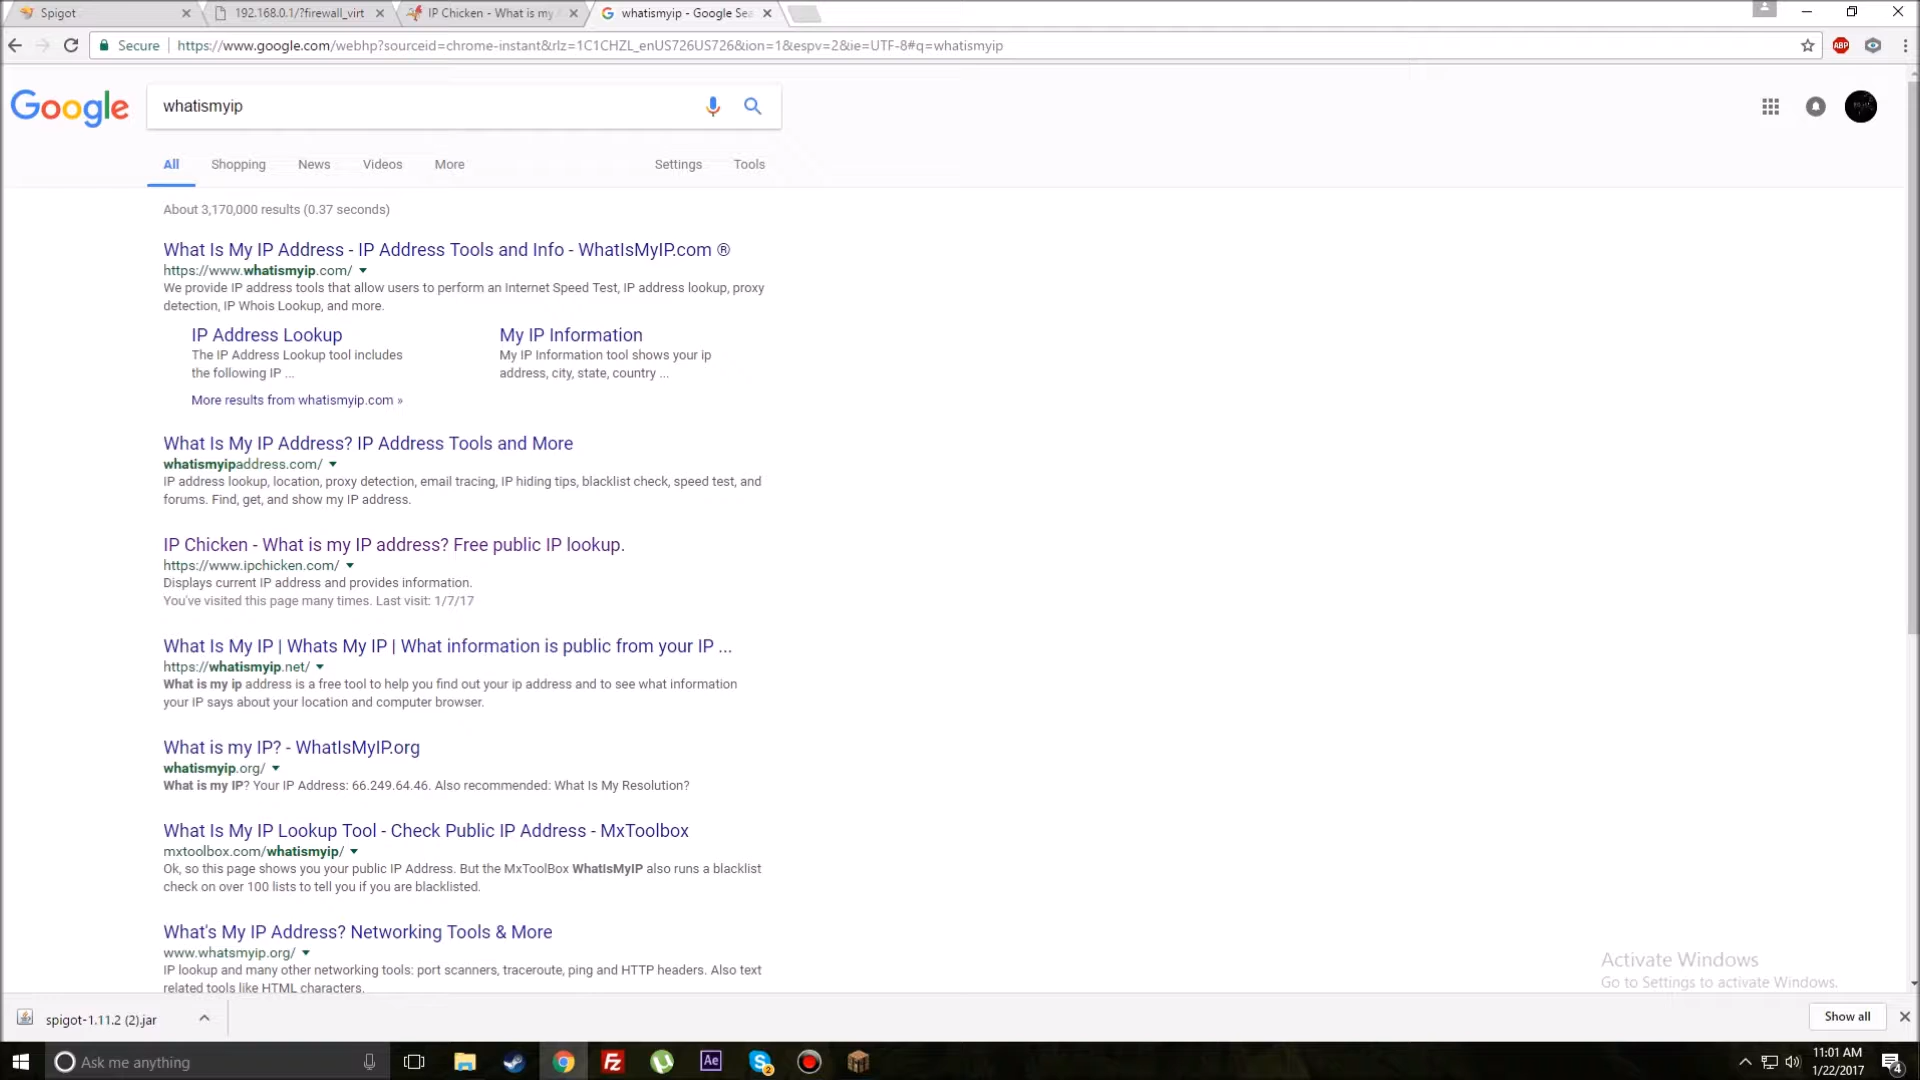 Spigot
192.168.0.1/?firewall_virt
IP Chicken - What is my
whatismyip - Google Sea
Secure
https://www.google.com/webhp?sourceid=chrome-instant&rlz=1C1CHZL_enUS726US726&ion=1&espv=2&ie=UTF-8#q=whatismyip
ABP
Google
whatismyip
All Shopping News Videos More Settings Tools
About 3,170,000 results (0.37 seconds)
What Is My IP Address - IP Address Tools and Info - WhatIsMyIP.com ®
https://www.whatismyip.com/
We provide IP address tools that allow users to perform an Internet Speed Test, IP address lookup, proxy
detection, IP Whois Lookup, and more.
IP Address Lookup
The IP Address Lookup tool includes
the following IP ...
My IP Information
My IP Information tool shows your ip
address, city, state, country ...
More results from whatismyip.com »
What Is My IP Address? IP Address Tools and More
whatismyipaddress.com/
IP address lookup, location, proxy detection, email tracing, IP hiding tips, blacklist check, speed test, and
forums. Find, get, and show my IP address.
IP Chicken - What is my IP address? Free public IP lookup.
https://www.ipchicken.com/
Displays current IP address and provides information.
You've visited this page many times. Last visit: 1/7/17
What Is My IP | Whats My IP | What information is public from your IP ...
https://whatismyip.net/
What is my ip address is a free tool to help you find out your ip address and to see what information
your IP says about your location and computer browser.
What is my IP? - WhatIsMyIP.org
whatismyip.org/
What is my IP? Your IP Address: 66.249.64.46. Also recommended: What Is My Resolution?
What Is My IP Lookup Tool - Check Public IP Address - MxToolbox
mxtoolbox.com/whatismyip/
Ok, so this page shows you your public IP Address. But the MxToolBox WhatIsMyIP also runs a blacklist
check on over 100 lists to tell you if you are blacklisted.
What's My IP Address? Networking Tools & More
www.whatsmyip.org/
IP lookup and many other networking tools: port scanners, traceroute, ping and HTTP headers. Also text
related tools like HTML characters.
Activate Windows
Go to Settings to activate Windows.
spigot-1.11.2 (2).jar
Show all
Ask me anything
Fz
Ae
2
11:01 AM
1/22/2017
4